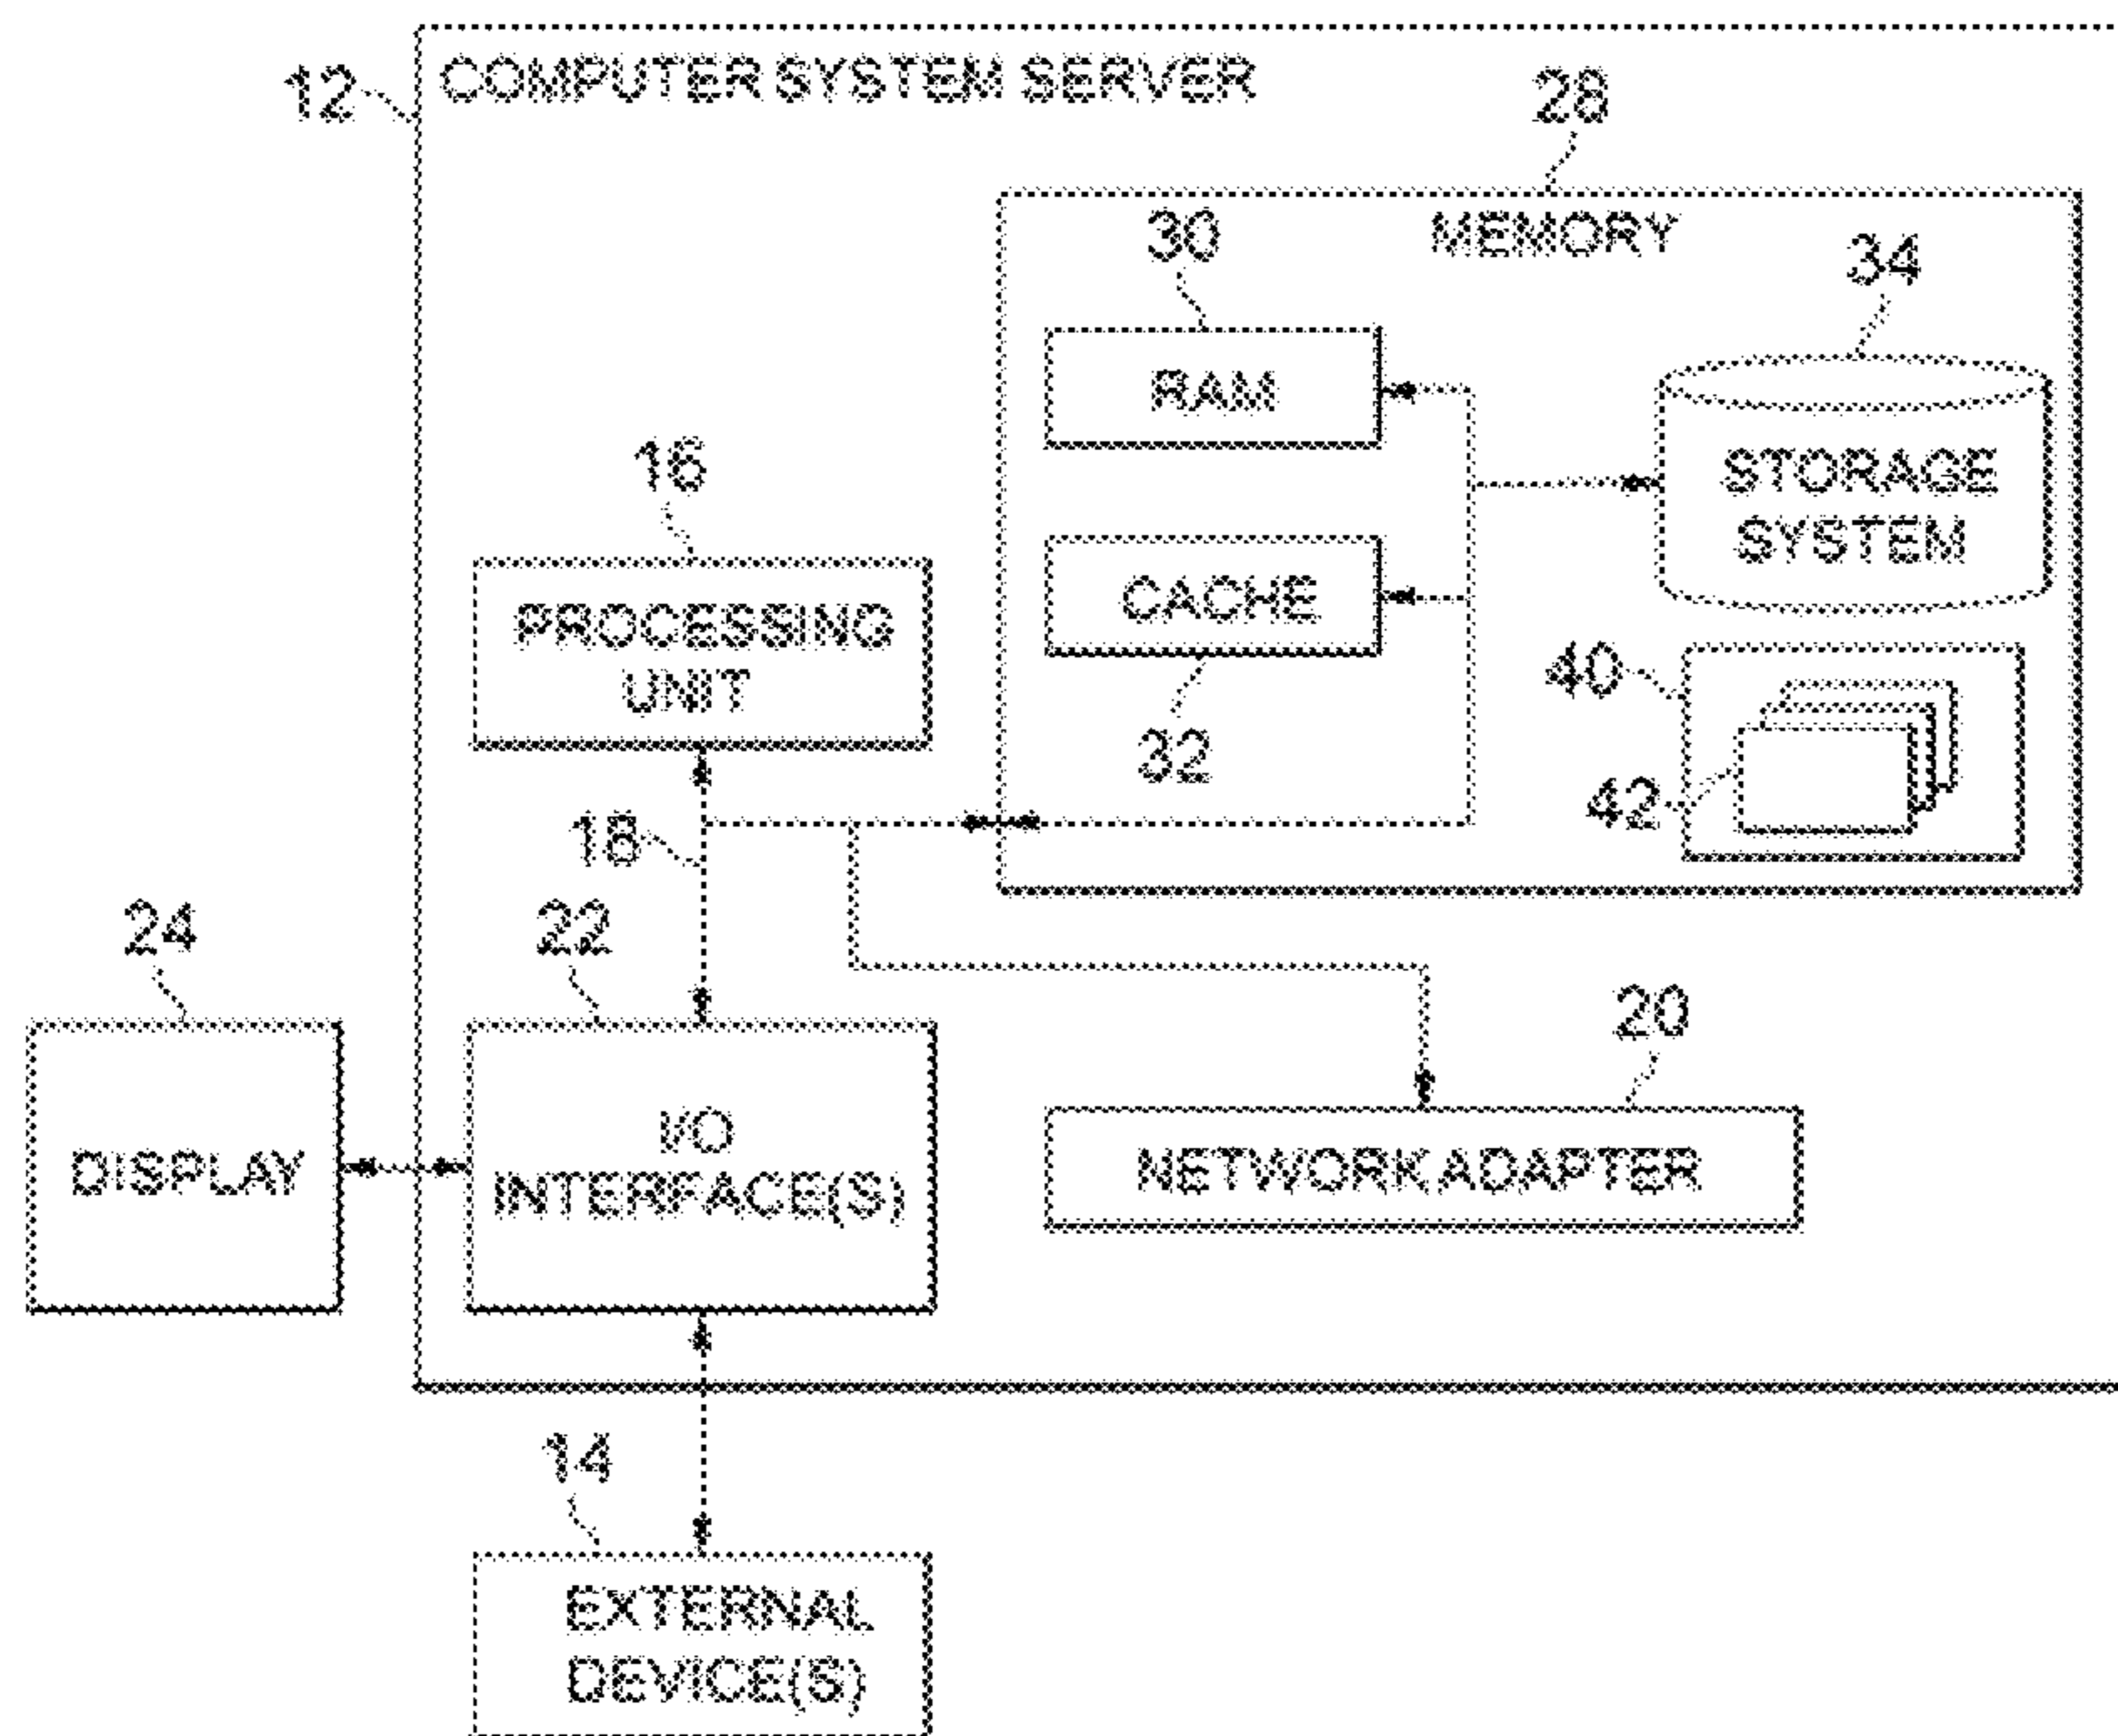 12
COMPUTER SYSTEM SERVER
28
MEMORY
30
34
RAM
STORAGE
SYSTEM
16
PROCESSING
UNIT
CACHE
32
40
42
18
24
22
20
DISPLAY
I/O
INTERFACE(S)
NETWORK ADAPTER
14
EXTERNAL
DEVICE(S)